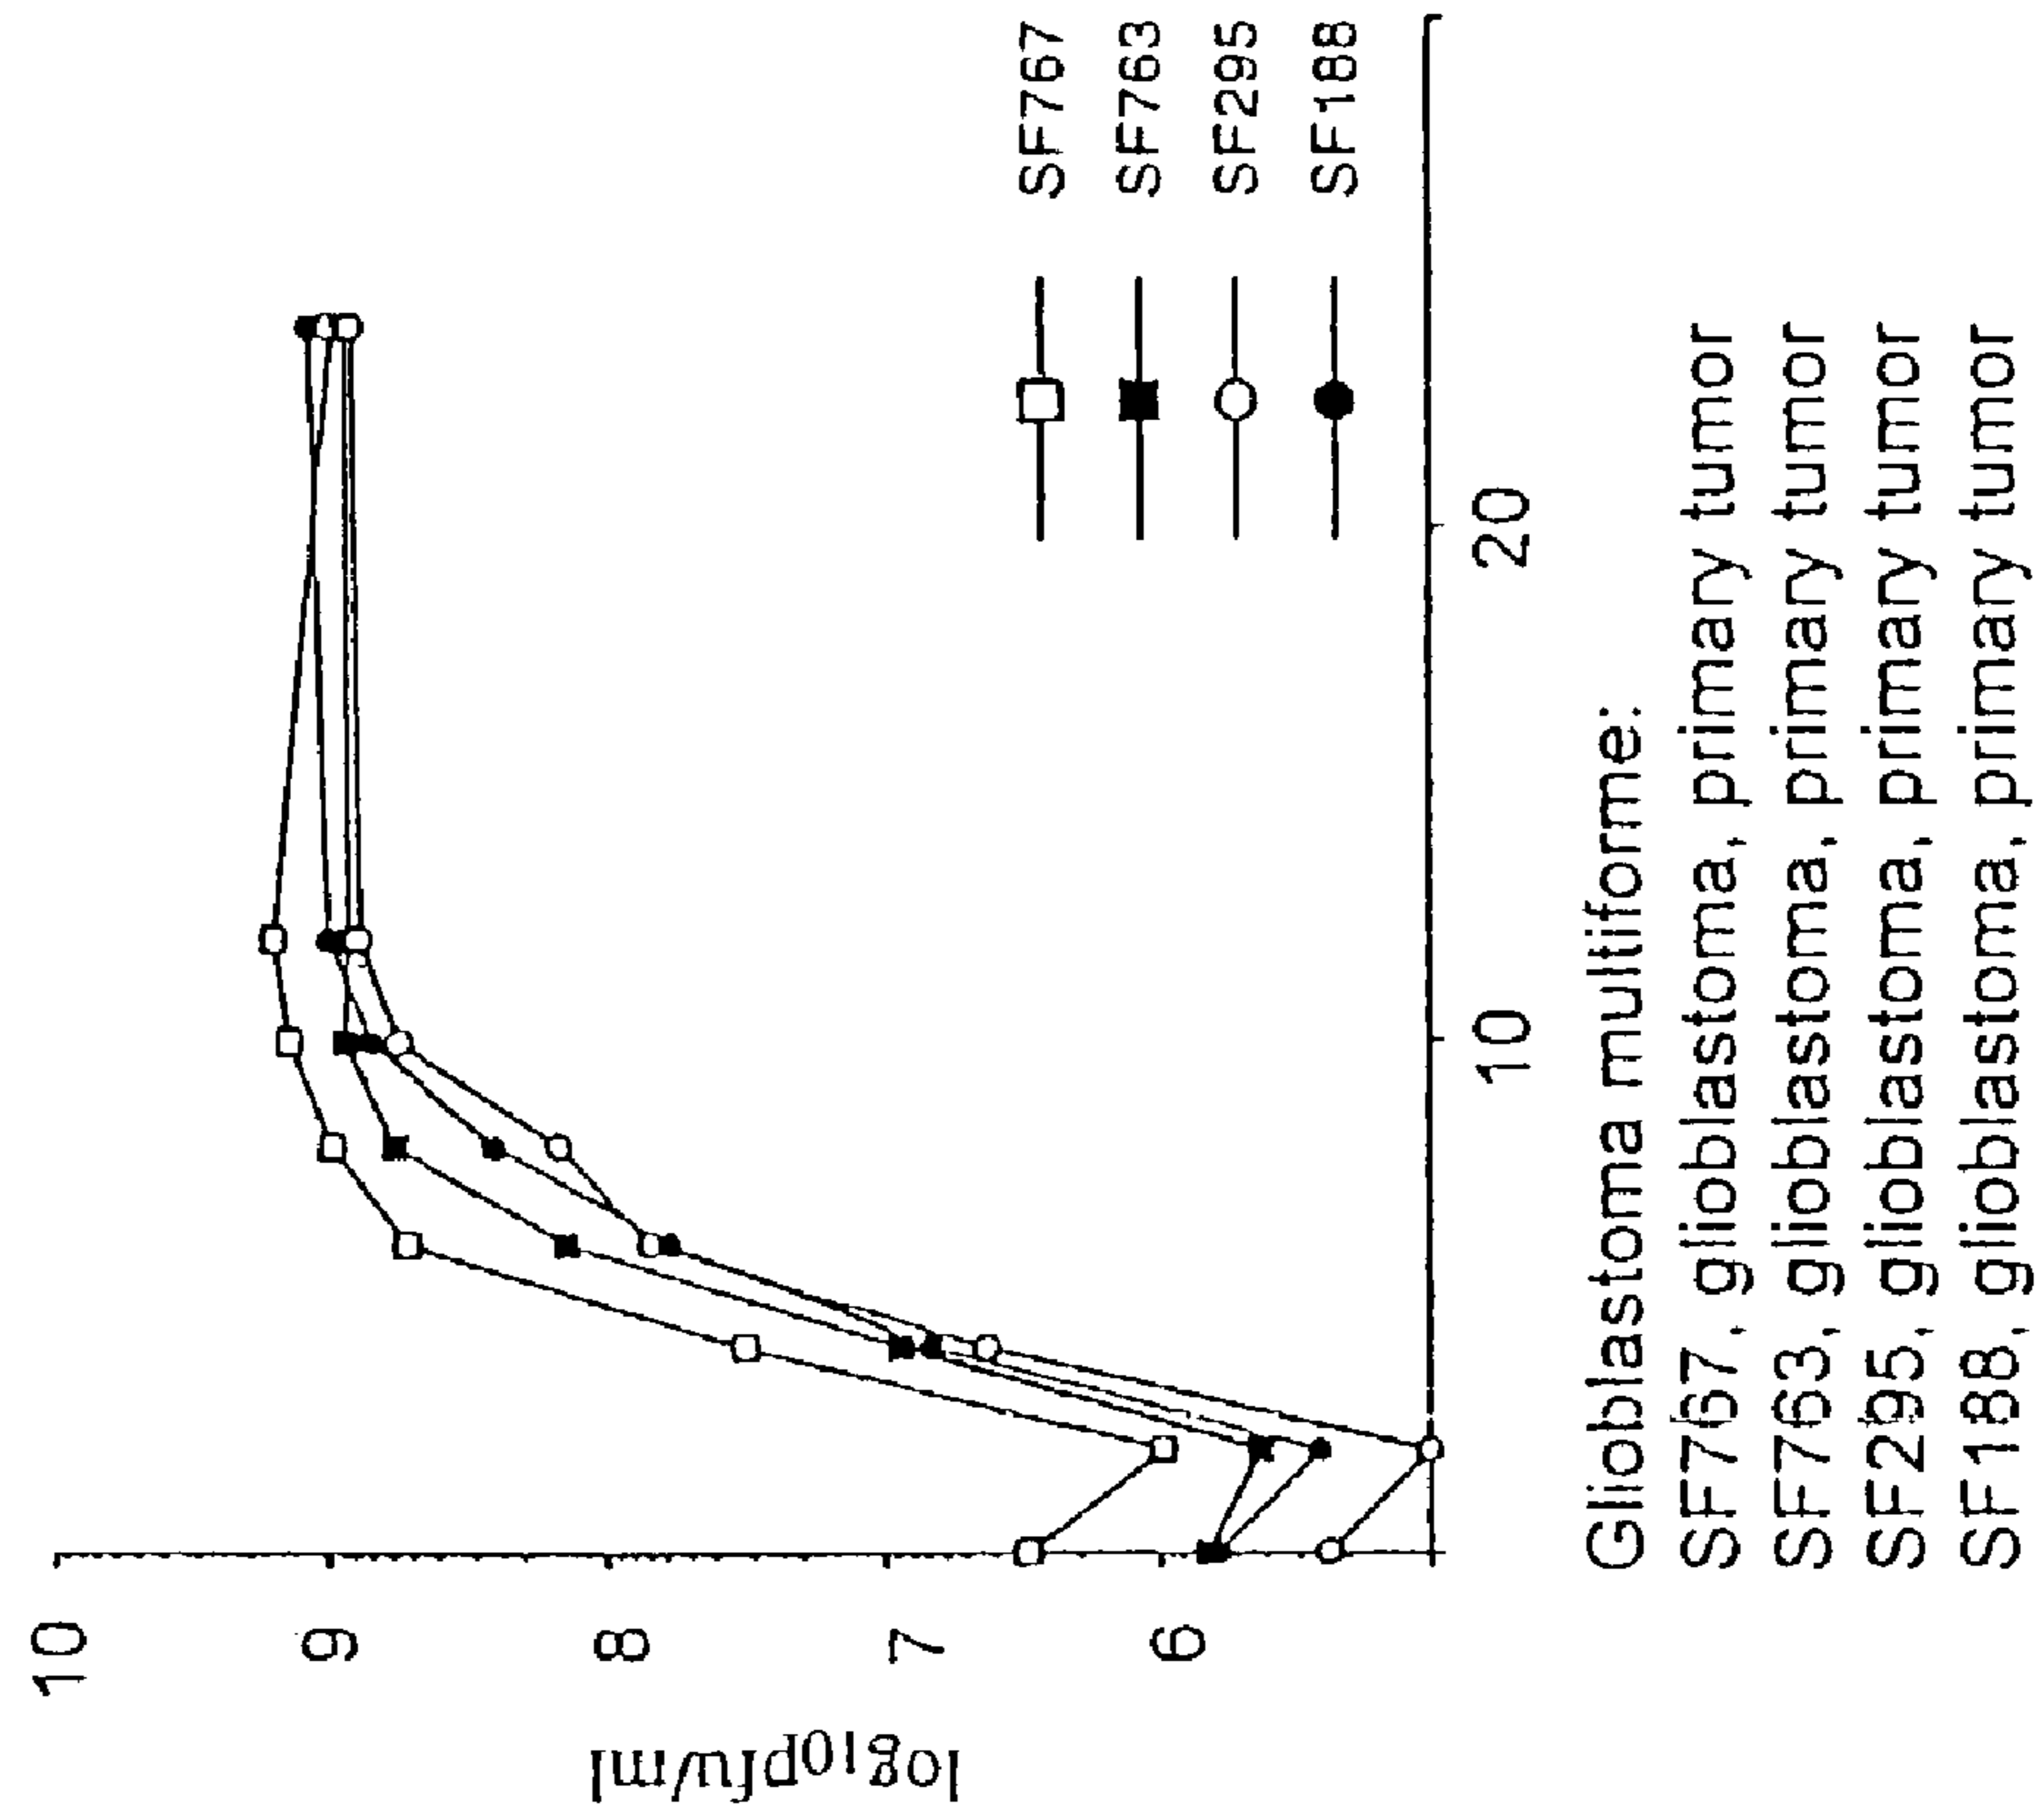 log₁₀pfu/ml
10
9
8
7
6
10
20
SF767
SF763
SF295
SF188
Glioblastoma multiforme:
SF767, glioblastoma, primary tumor
SF763, glioblastoma, primary tumor
SF295, glioblastoma, primary tumor
SF188, glioblastoma, primary tumor